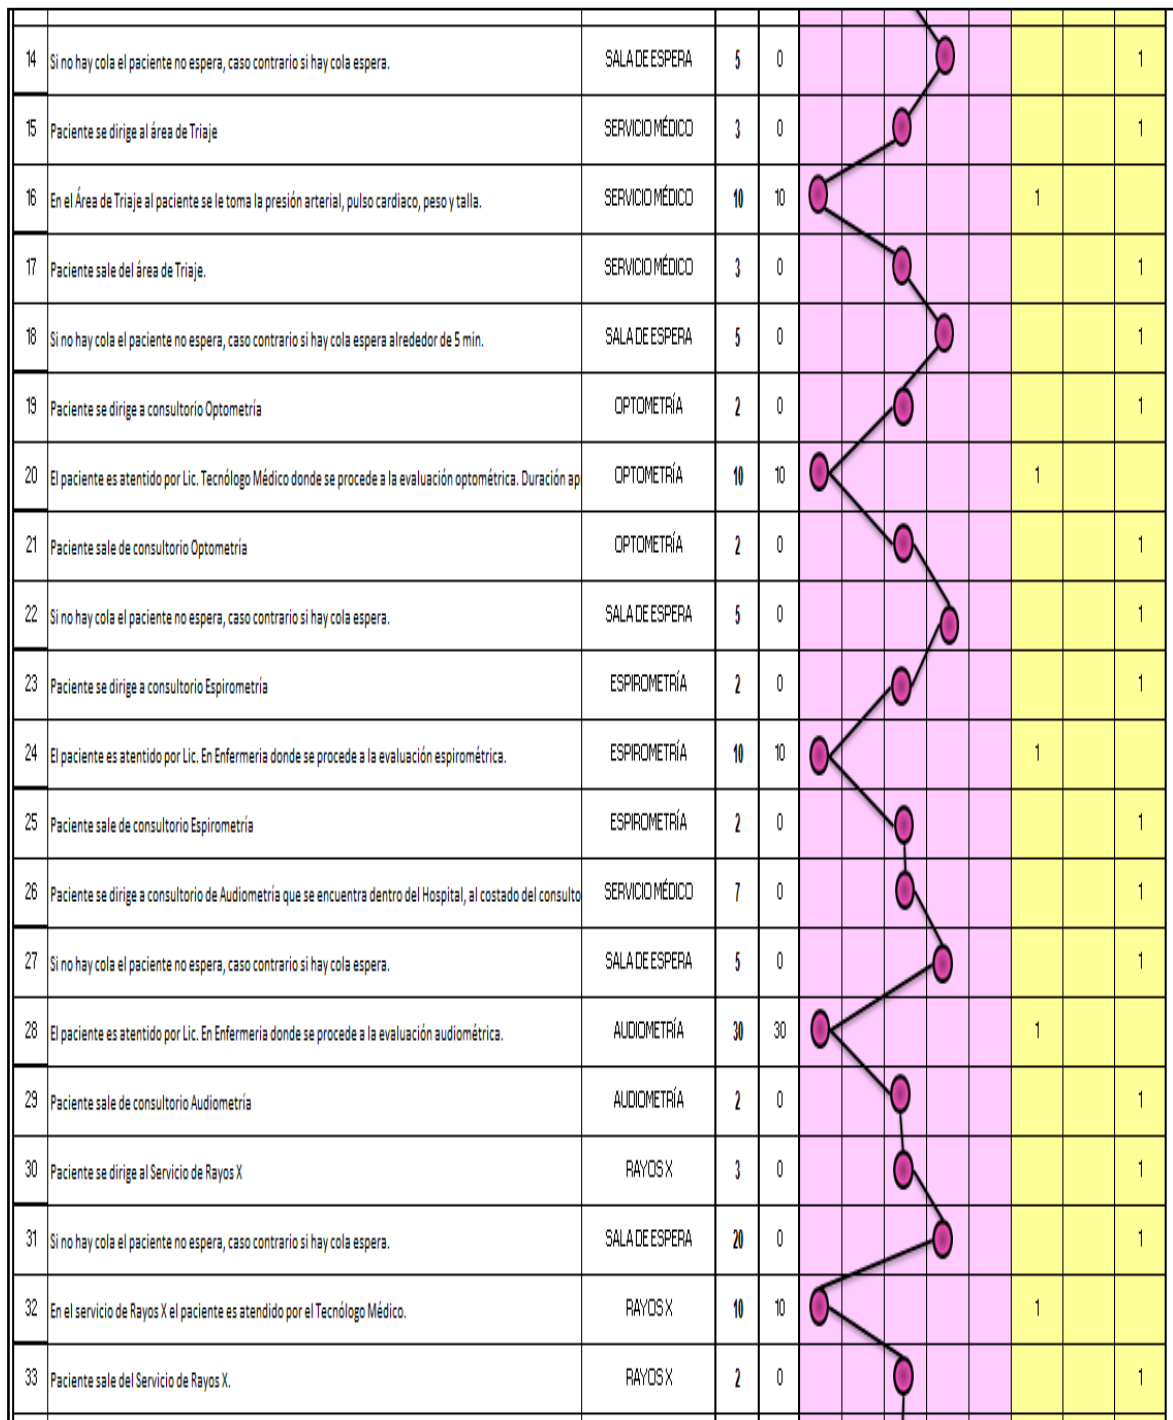 14 Si no hay cola el paciente no espera, caso contrario si hay cola espera. SALA DE ESPERA 5 0 1
15 Paciente se dirige al área de Triaje SERVICIO MÉDICO 3 0 1
16 En el Área de Triaje al paciente se le toma la presión arterial, pulso cardiaco, peso y talla. SERVICIO MÉDICO 10 10 1
17 Paciente sale del área de Triaje. SERVICIO MÉDICO 3 0 1
18 Si no hay cola el paciente no espera, caso contrario si hay cola espera alrededor de 5 min. SALA DE ESPERA 5 0 1
19 Paciente se dirige a consultorio Optometría OPTOMETRÍA 2 0 1
20 El paciente es atentido por Lic. Tecnólogo Médico donde se procede a la evaluación optométrica. Duración ap OPTOMETRÍA 10 10 1
21 Paciente sale de consultorio Optometría OPTOMETRÍA 2 0 1
22 Si no hay cola el paciente no espera, caso contrario si hay cola espera. SALA DE ESPERA 5 0 1
23 Paciente se dirige a consultorio Espirometría ESPIROMETRÍA 2 0 1
24 El paciente es atentido por Lic. En Enfermeria donde se procede a la evaluación espirométrica. ESPIROMETRÍA 10 10 1
25 Paciente sale de consultorio Espirometría ESPIROMETRÍA 2 0 1
26 Paciente se dirige a consultorio de Audiometría que se encuentra dentro del Hospital, al costado del consulto SERVICIO MÉDICO 7 0 1
27 Si no hay cola el paciente no espera, caso contrario si hay cola espera. SALA DE ESPERA 5 0 1
28 El paciente es atentido por Lic. En Enfermeria donde se procede a la evaluación audiométrica. AUDIOMETRÍA 30 30 1
29 Paciente sale de consultorio Audiometría AUDIOMETRÍA 2 0 1
30 Paciente se dirige al Servicio de Rayos X RAYOS X 3 0 1
31 Si no hay cola el paciente no espera, caso contrario si hay cola espera. SALA DE ESPERA 20 0 1
32 En el servicio de Rayos X el paciente es atendido por el Tecnólogo Médico. RAYOS X 10 10 1
33 Paciente sale del Servicio de Rayos X. RAYOS X 2 0 1